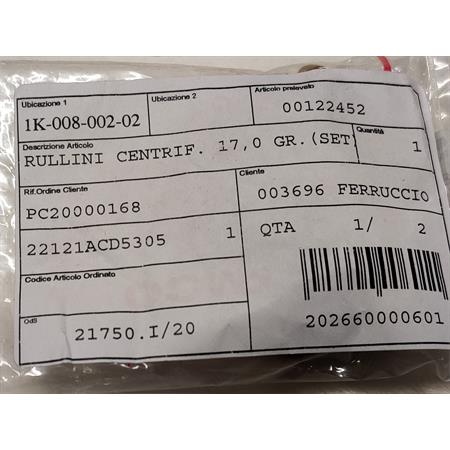 Ubicazione 1
Ubicazione 2
Articolo prelevato
1K-008-002-02
00122452
Descrizione Articolo
Quantità
RULLINI CENTRIF. 17,0 GR.(SET
1
Rif.Ordine Cliente
Cliente
PC20000168
003696 FERRUCCIO
22121ACD5305 1
QTA 1/ 2
Codice Articolo Ordinato
OdS
21750.I/20
202660000601